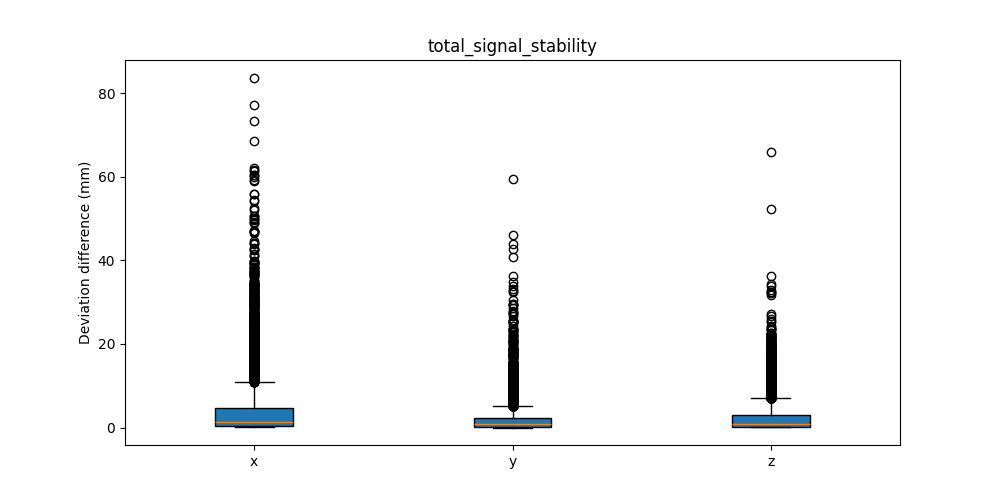 total_signal_stability
Deviation difference (mm)
80
60
40
20
0
x
y
z